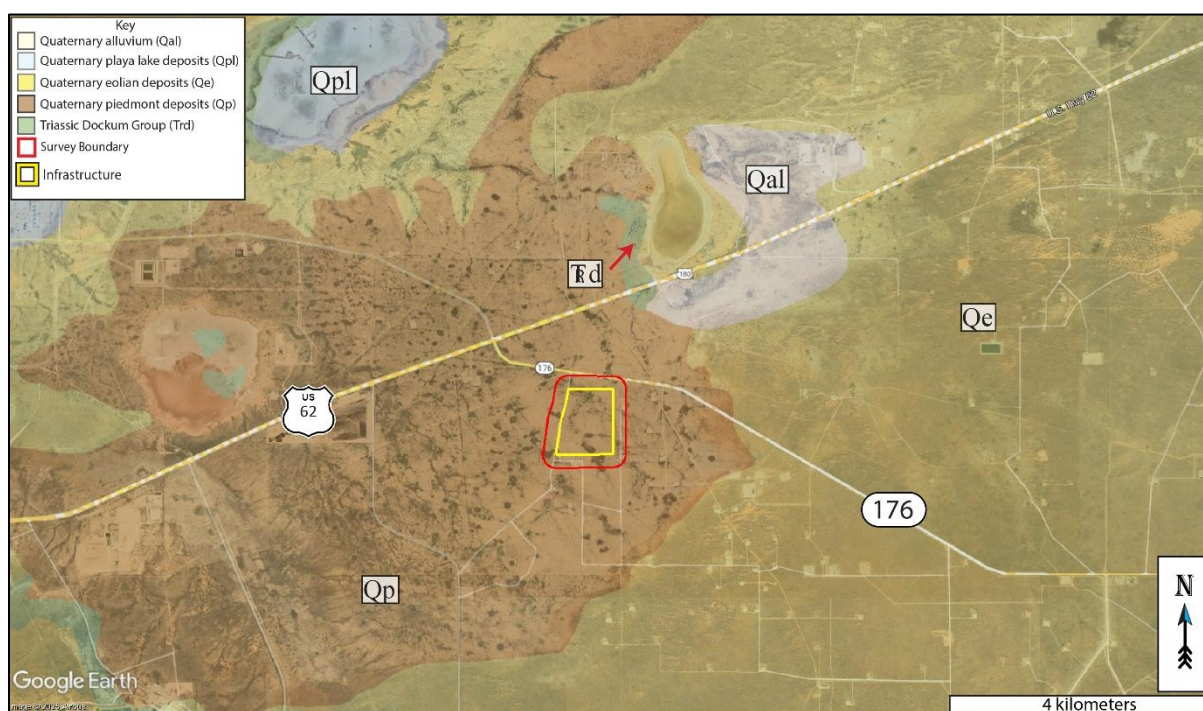 Key
Quaternary alluvium (Qal)
Quaternary playa lake deposits (Qpl)
Quaternary eolian deposits (Qe)
Quaternary piedmont deposits (Qp)
Triassic Dockum Group (Trd)
Survey Boundary
Infrastructure
Qpl
U.S. Hwy 62
Qal
TRd
180
Qe
176
US
62
176
Qp
N
Google Earth
4 kilometers